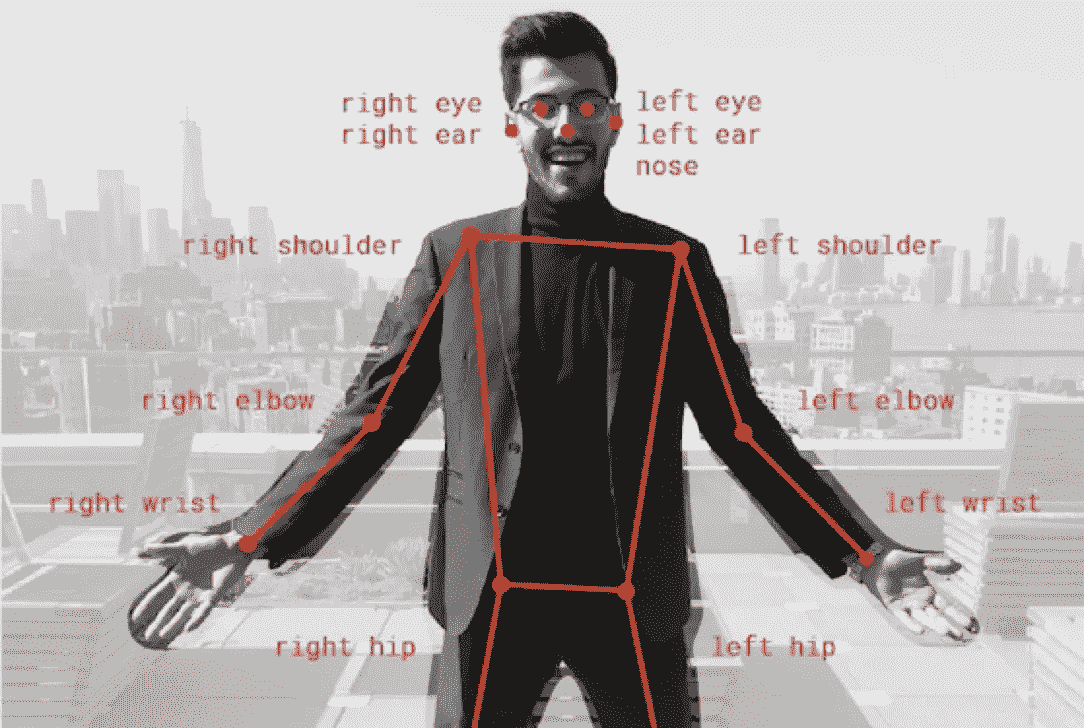 right eye left eye
right ear left ear
nose
right shoulder left shoulder
right elbow left elbow
right wrist left wrist
right hip left hip